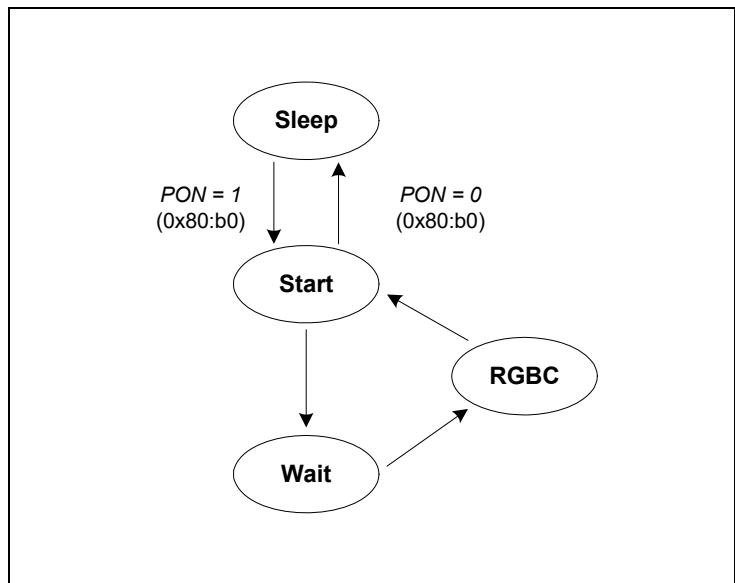 Sleep
PON = 1
(0x80:b0)
PON = 0
(0x80:b0)
Start
RGBC
Wait